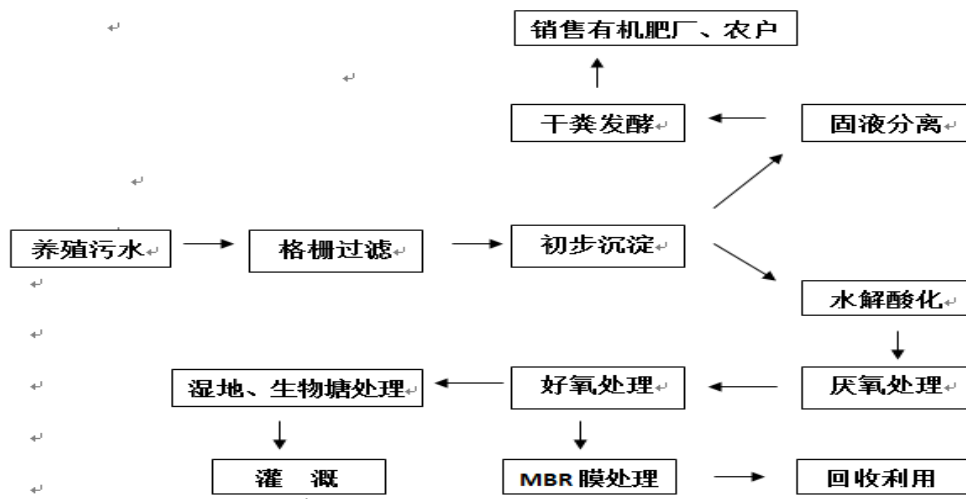 销售有机肥厂、农户
干粪发酵
固液分离
养殖污水
格栅过滤
初步沉淀
水解酸化
湿地、生物塘处理
好氧处理
厌氧处理
灌 溉
MBR膜处理
回收利用